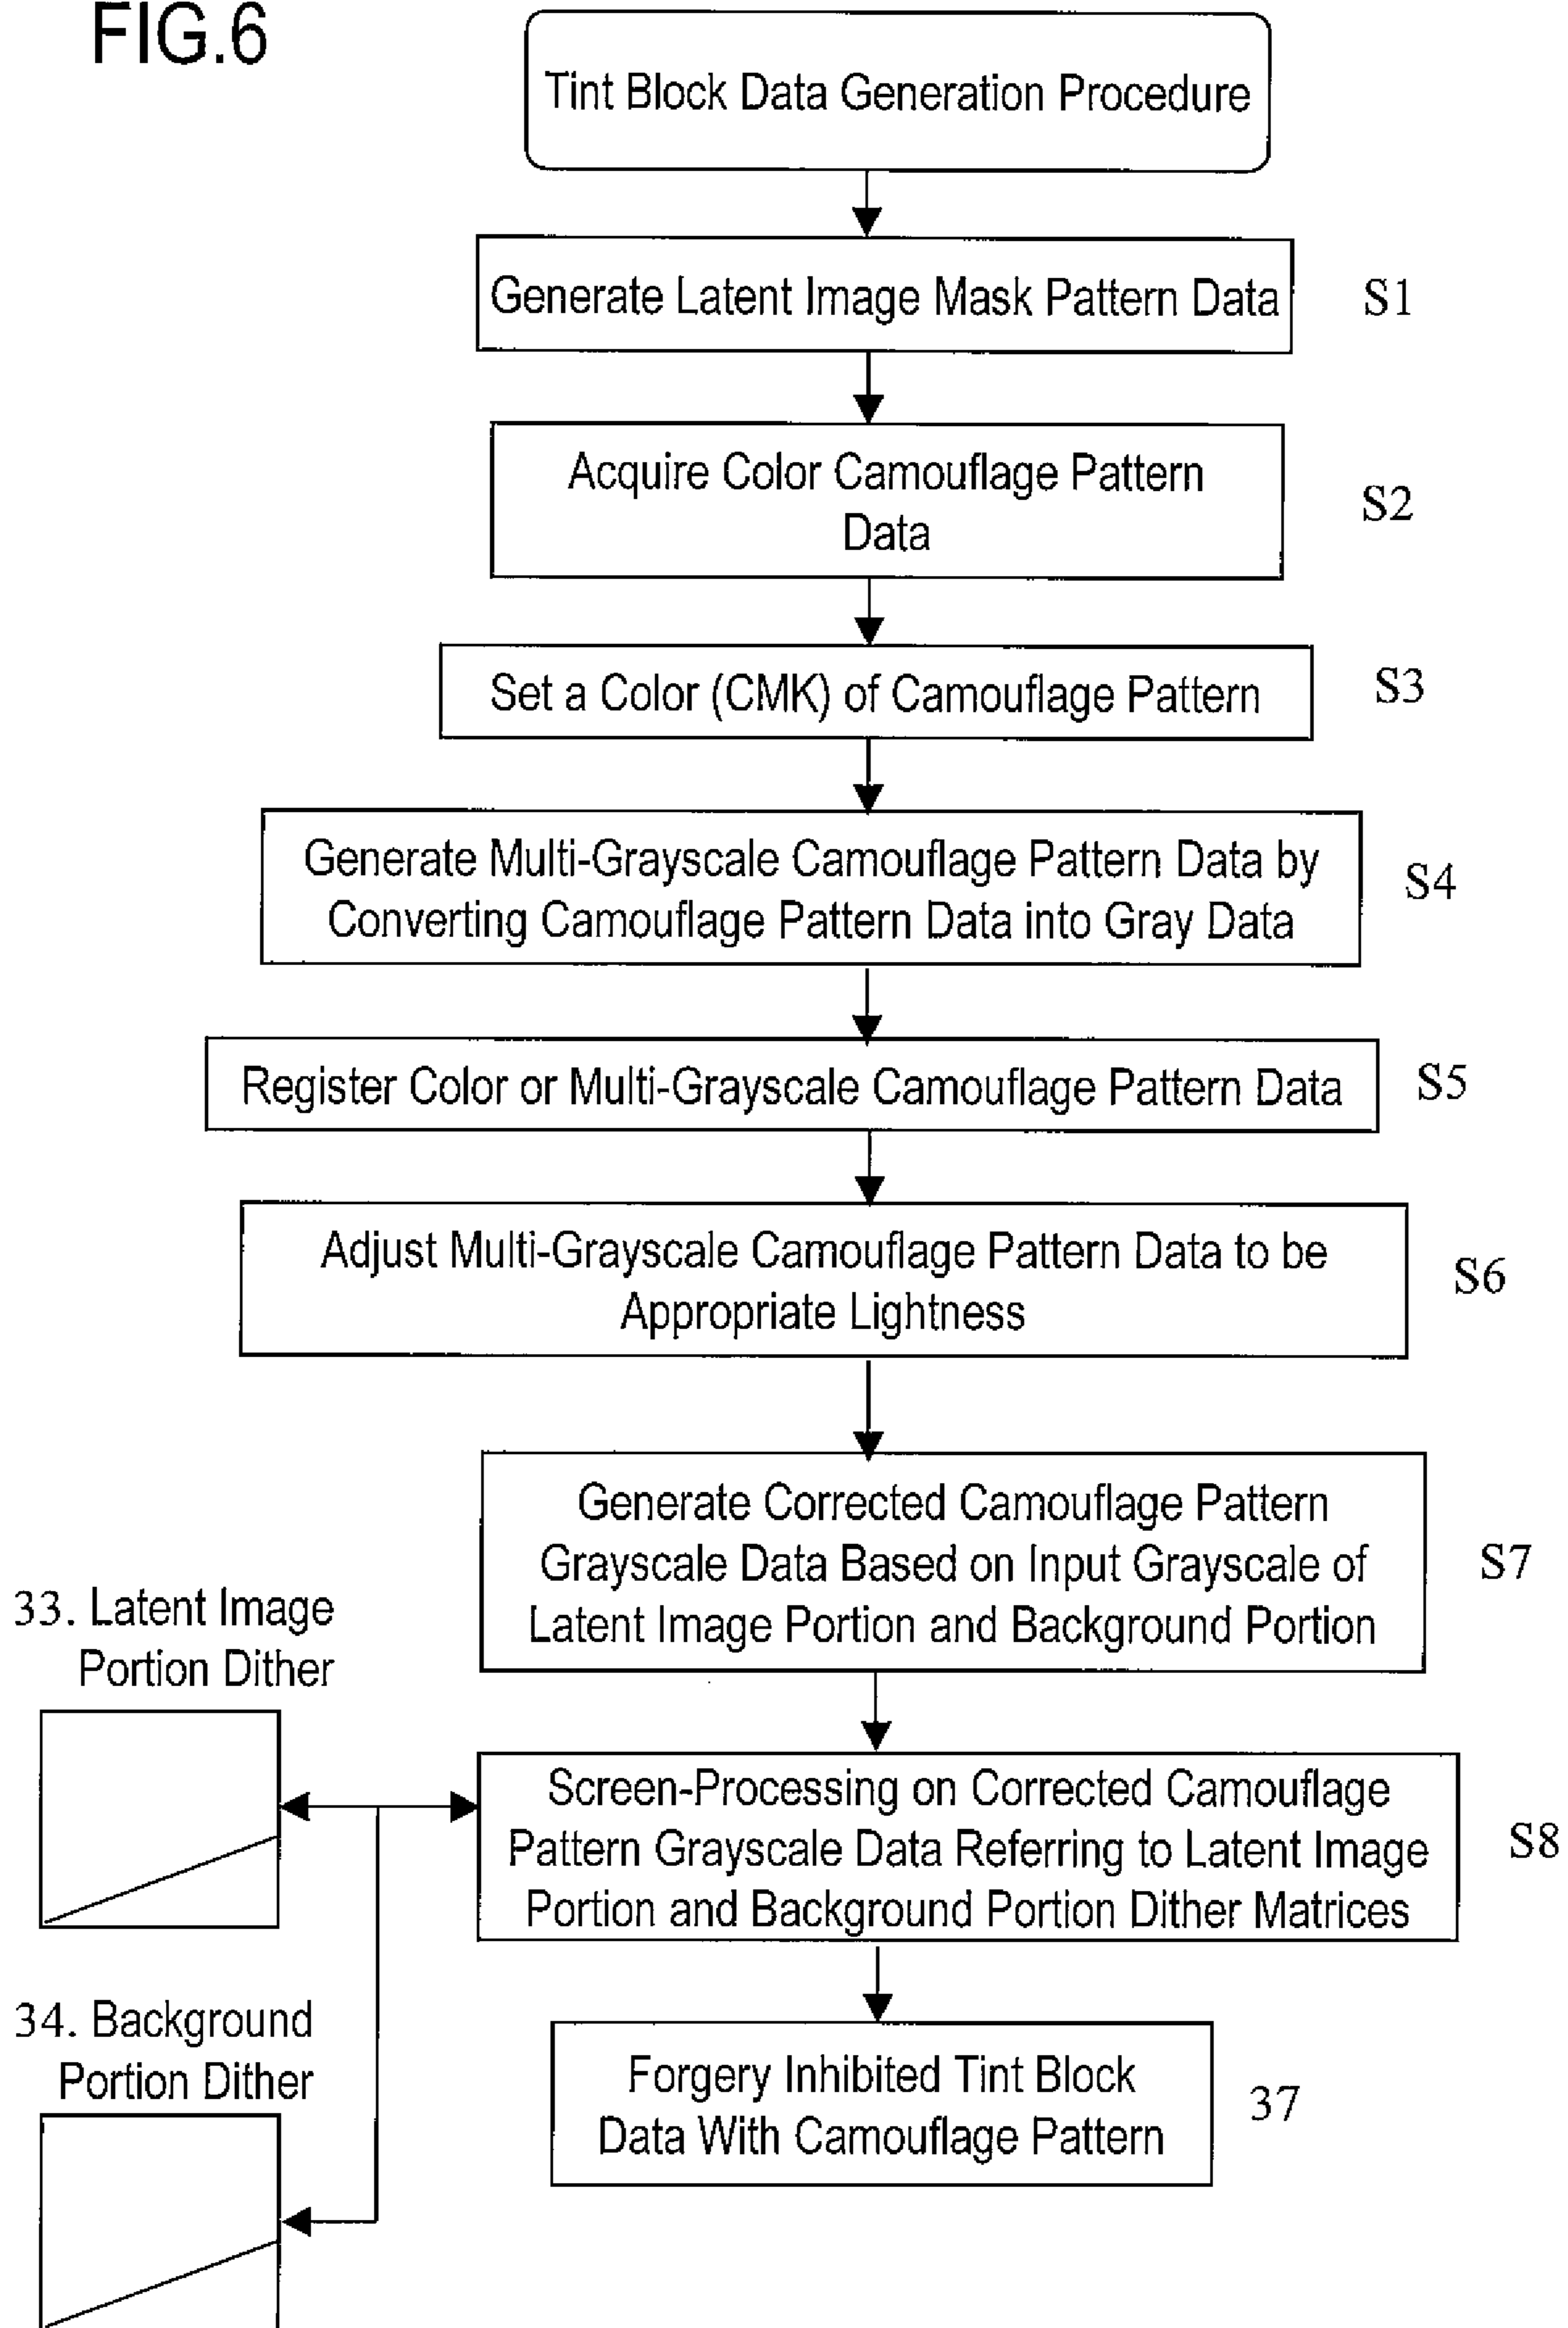 FIG.6
Tint Block Data Generation Procedure
Generate Latent Image Mask Pattern Data
S1
Acquire Color Camouflage Pattern
Data
S2
Set a Color (CMK) of Camouflage Pattern
S3
Generate Multi-Grayscale Camouflage Pattern Data by
Converting Camouflage Pattern Data into Gray Data
S4
Register Color or Multi-Grayscale Camouflage Pattern Data
S5
Adjust Multi-Grayscale Camouflage Pattern Data to be
Appropriate Lightness
S6
Generate Corrected Camouflage Pattern
Grayscale Data Based on Input Grayscale of
Latent Image Portion and Background Portion
S7
33. Latent Image
Portion Dither
Screen-Processing on Corrected Camouflage
Pattern Grayscale Data Referring to Latent Image
Portion and Background Portion Dither Matrices
S8
34. Background
Portion Dither
Forgery Inhibited Tint Block
Data With Camouflage Pattern
37